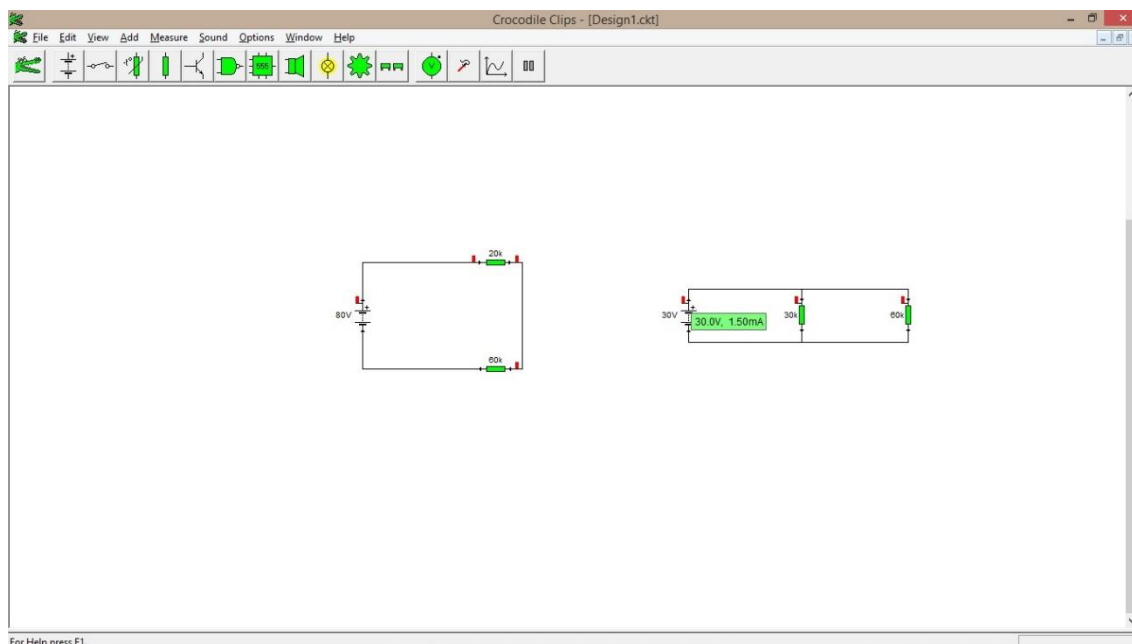 Crocodile Clips - [Design1.ckt]
File Edit View Add Measure Sound Options Window Help
555
V
20k
80V
60k
30V
30.0V, 1.50mA
30k
60k
For Help press F1